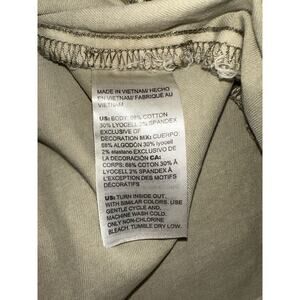 MADE IN VIETNAM/ FABRICADO
EN VIETNAM/ FABRIQUÉ AU
VIETNAM
US: BODY: 68% COTTON
30% LYOCELL 2% SPANDEX
EXCLUSIVE OF
DECORATION MX: CUERPO:
68% ALGODÓN 30% lyocell
2% elastano EXCLUSIVO DE
LA DECORACIÓN CA:
CORPS: 68% COTON 30% Á
LYOCELL 2% SPANDEX Á
L'EXCEPTION DES MOTIFS
DÉCORATIFS
US: TURN INSIDE OUT,
WITH SIMILAR COLORS. USE
GENTLE CYCLE AND,
MACHINE WASH COLD.
ONLY NON-CHLORINE
BLEACH. TUMBLE DRY LOW.